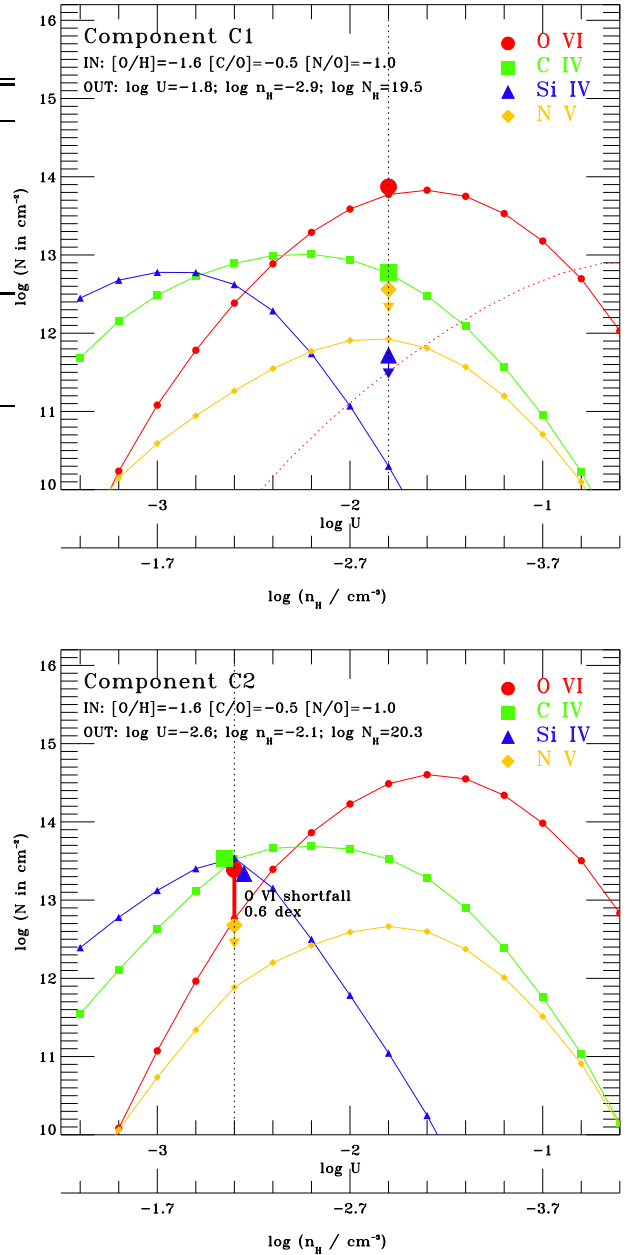 16
15
14
13
12
11
10
log (N in cm⁻²)
Component C1
IN: [O/H]=−1.6 [C/O]=−0.5 [N/O]=−1.0
OUT: log U=−1.8; log n_H=−2.9; log N_H=19.5
O VI
C IV
Si IV
N V
−3 −2 −1
log U
−1.7 −2.7 −3.7
log (n_H / cm⁻³)
16
15
14
13
12
11
10
log (N in cm⁻²)
Component C2
IN: [O/H]=−1.6 [C/O]=−0.5 [N/O]=−1.0
OUT: log U=−2.6; log n_H=−2.1; log N_H=20.3
O VI
C IV
Si IV
N V
O VI shortfall
0.6 dex
−3 −2 −1
log U
−1.7 −2.7 −3.7
log (n_H / cm⁻³)